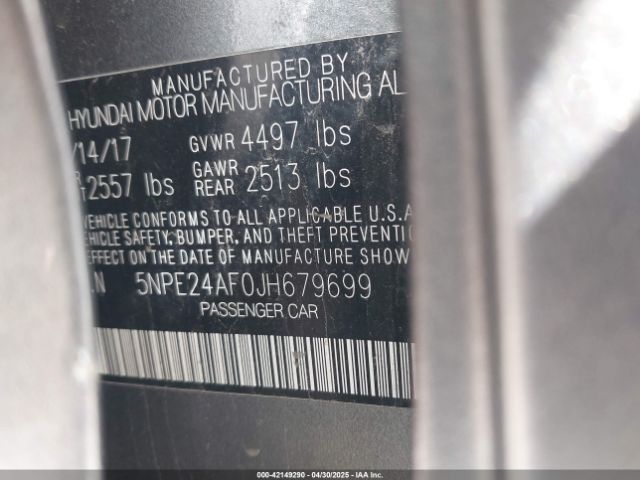 MANUFACTURED BY
HYUNDAI MOTOR MANUFACTURING AL
/14/17 GVWR 4497 lbs
2557 lbs GAWR REAR 2513 lbs
VEHICLE CONFORMS TO ALL APPLICABLE U.S.A
VEHICLE SAFETY, BUMPER, AND THEFT PREVENTI
EFFECT ON THE DATE OF MANUFACTURE SHOW
5NPE24AF0JH679699
PASSENGER CAR
000-42149290 - 04/30/2025 - IAA, Inc.